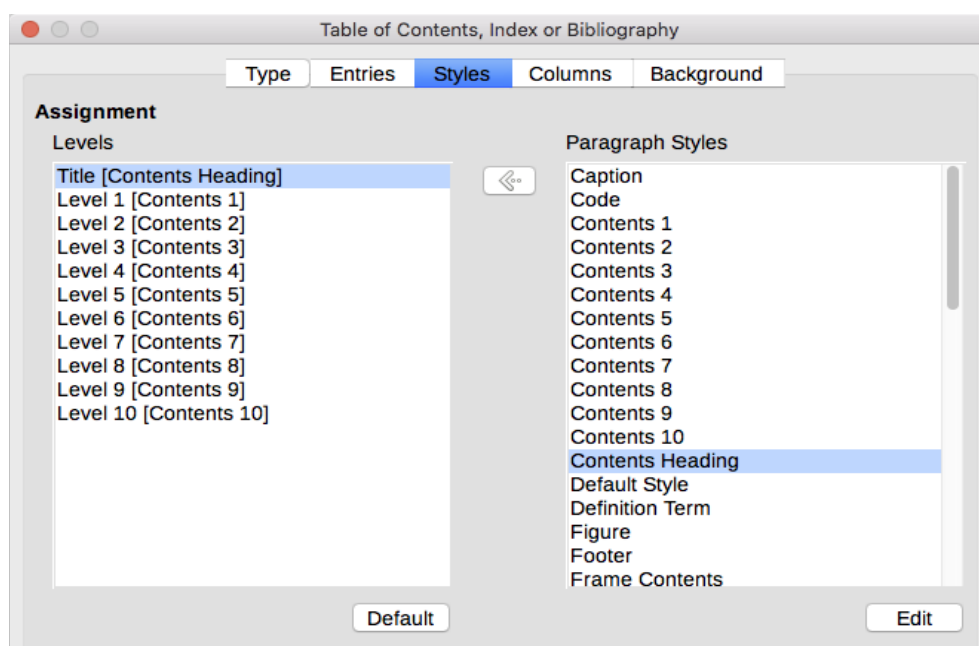 Table of Contents, Index or Bibliography
Type Entries Styles Columns Background
Assignment
Levels
Title [Contents Heading]
Level 1 [Contents 1]
Level 2 [Contents 2]
Level 3 [Contents 3]
Level 4 [Contents 4]
Level 5 [Contents 5]
Level 6 [Contents 6]
Level 7 [Contents 7]
Level 8 [Contents 8]
Level 9 [Contents 9]
Level 10 [Contents 10]
Default
Paragraph Styles
Caption
Code
Contents 1
Contents 2
Contents 3
Contents 4
Contents 5
Contents 6
Contents 7
Contents 8
Contents 9
Contents 10
Contents Heading
Default Style
Definition Term
Figure
Footer
Frame Contents
Edit